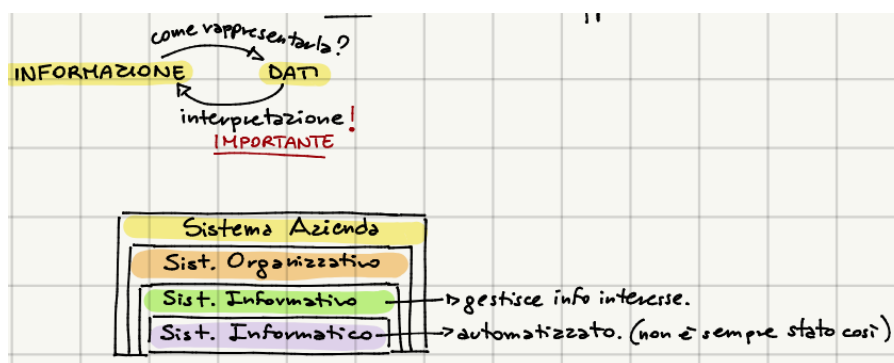 come rappresentarla?
INFORMAZIONE DATI
interpretazione!
IMPORTANTE
Sistema Azienda
Sist. Organizzativo
Sist. Informativo → gestisce info interesse.
Sist. Informatico → automatizzato. (non è sempre stato così)